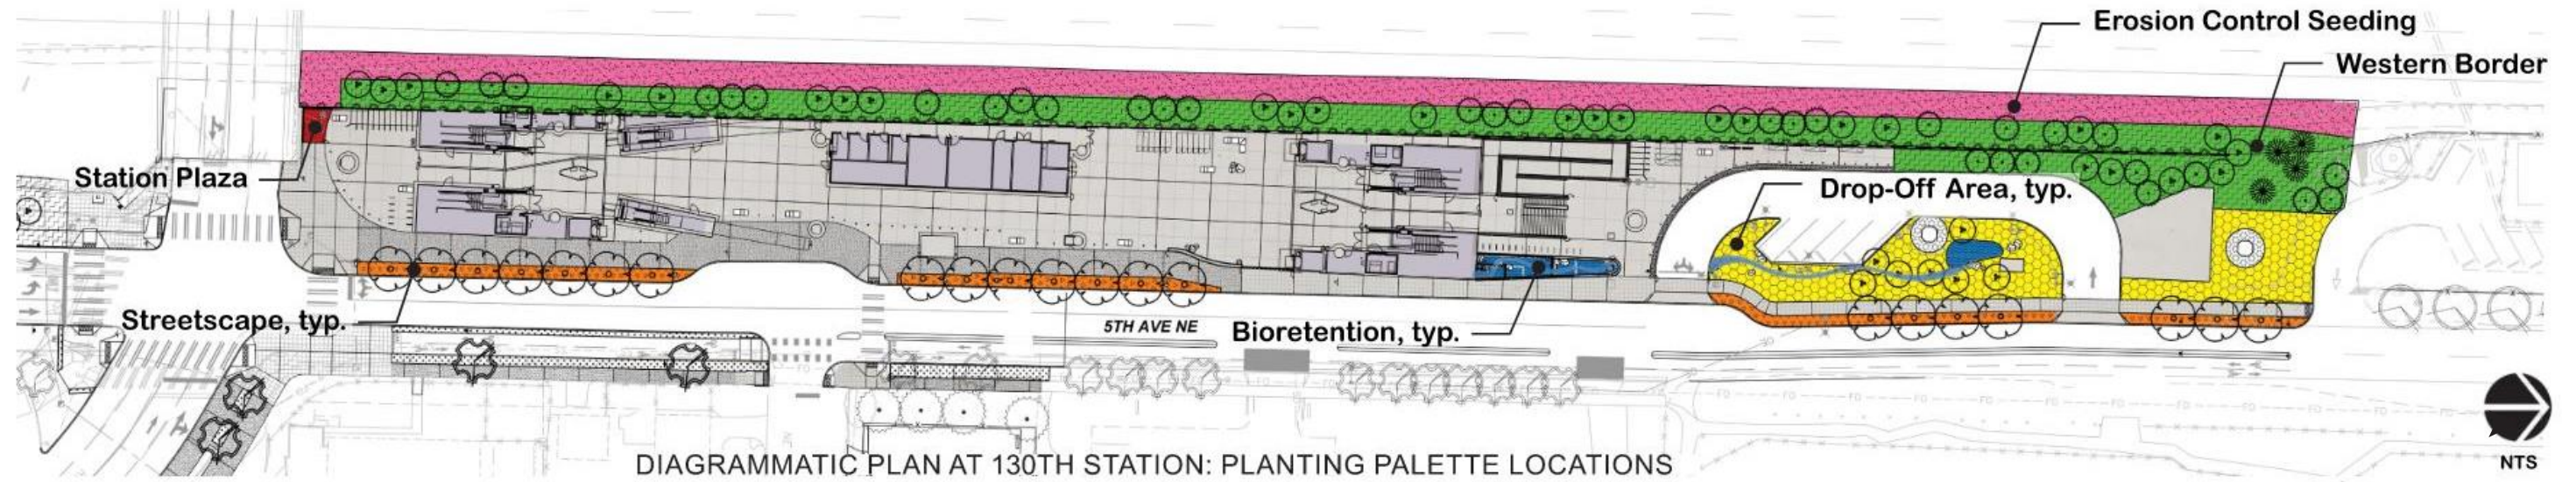 Erosion Control Seeding
Western Border
Station Plaza
Drop-Off Area, typ.
Streetscape, typ.
5TH AVE NE
Bioretention, typ.
DIAGRAMMATIC PLAN AT 130TH STATION: PLANTING PALETTE LOCATIONS
NTS